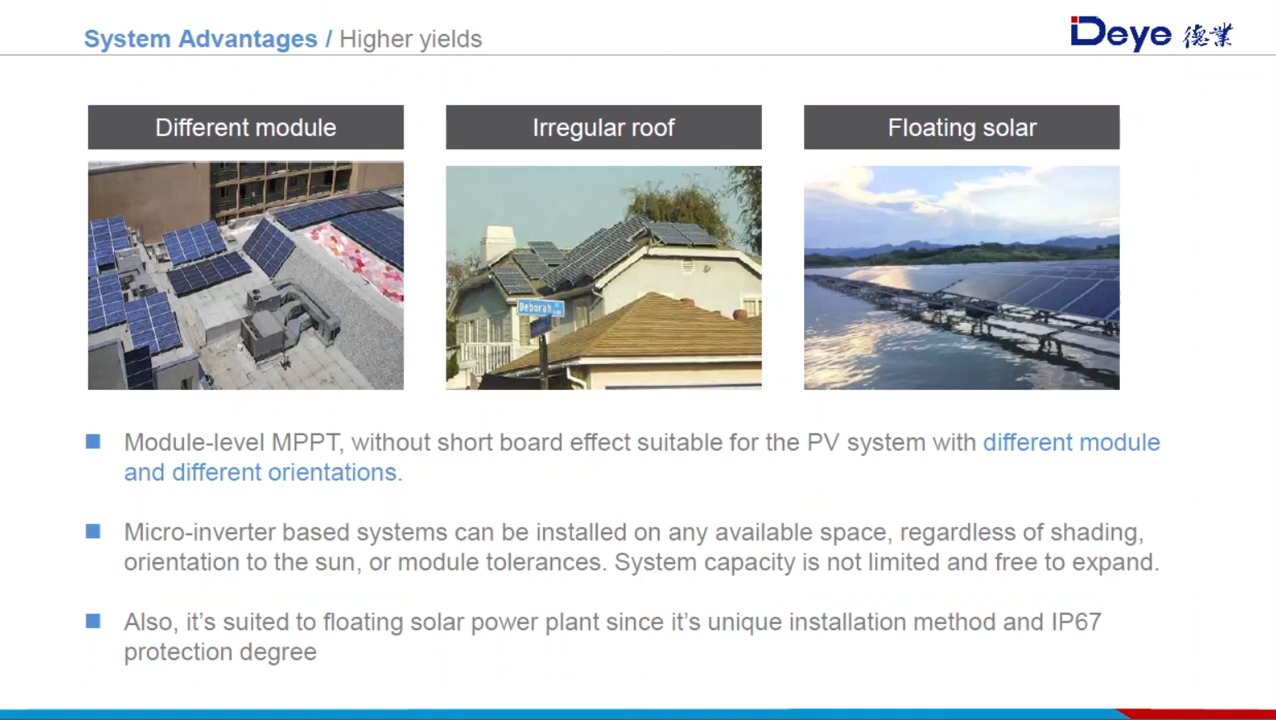 System Advantages / Higher yields
Deye 德業
Different module
Irregular roof
Floating solar
Deborah
Module-level MPPT, without short board effect suitable for the PV system with different module
and different orientations.
Micro-inverter based systems can be installed on any available space, regardless of shading,
orientation to the sun, or module tolerances. System capacity is not limited and free to expand.
Also, it’s suited to floating solar power plant since it’s unique installation method and IP67
protection degree